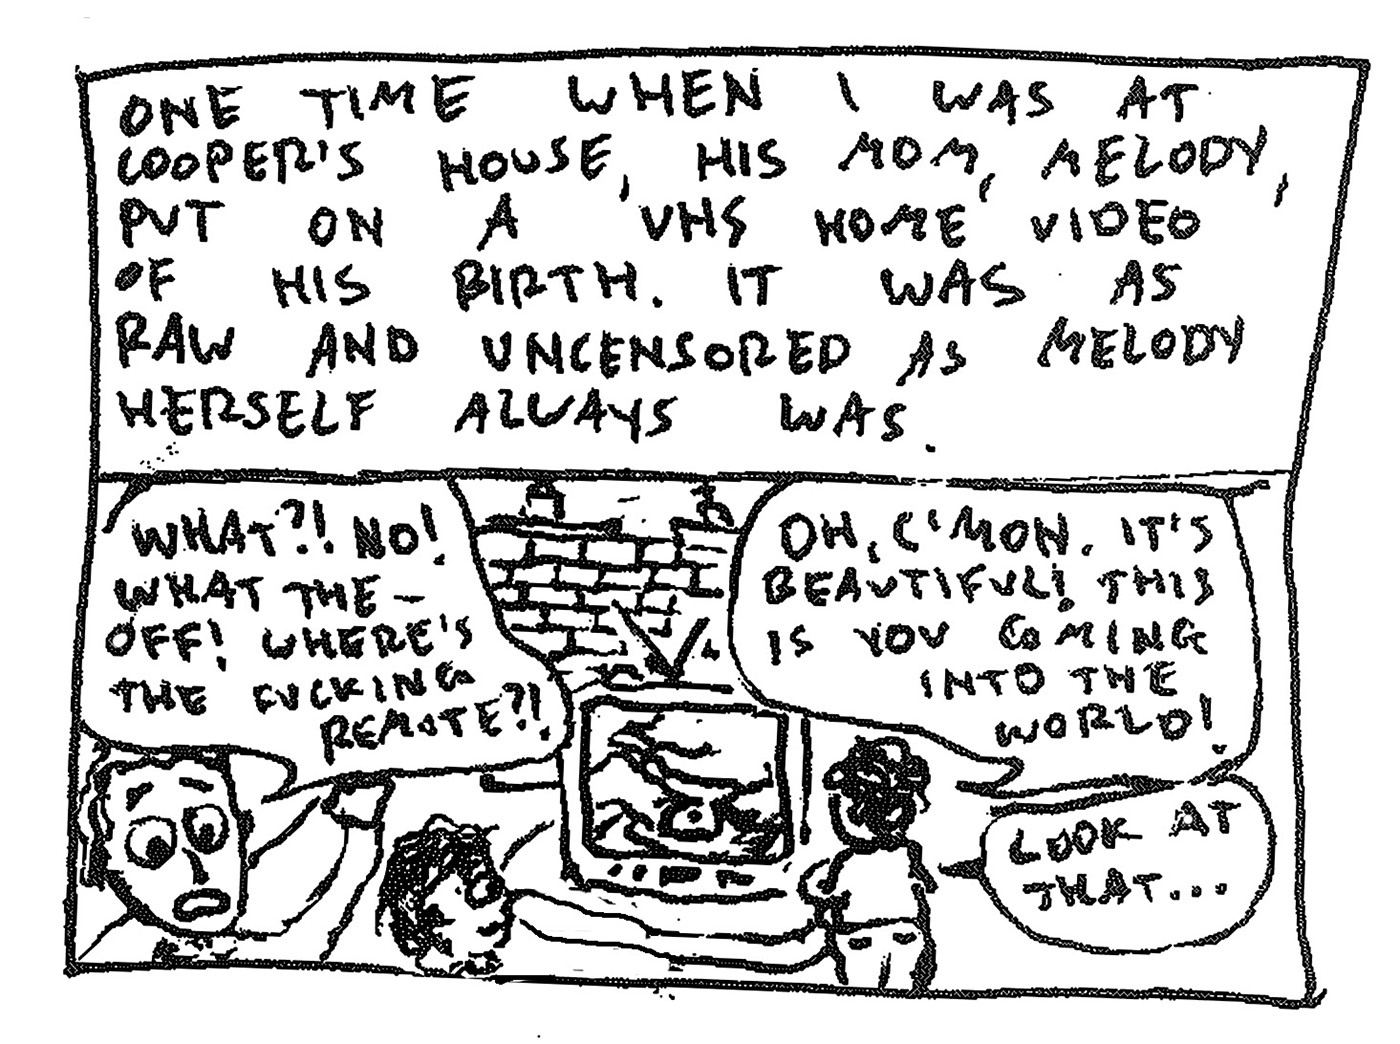 ONE TIME WHEN I WAS AT
COOPER'S HOUSE, HIS MOM, MELODY,
PUT ON A VHS HOME VIDEO
OF HIS BIRTH. IT WAS AS
RAW AND UNCENSORED AS MELODY
HERSELF ALWAYS WAS.
WHAT?! NO!
WHAT THE –
OFF! WHERE'S
THE FUCKING
REMOTE?!
OH, C'MON. IT'S
BEAUTIFUL! THIS
IS YOU COMING
INTO THE
WORLD!
LOOK AT
THAT...